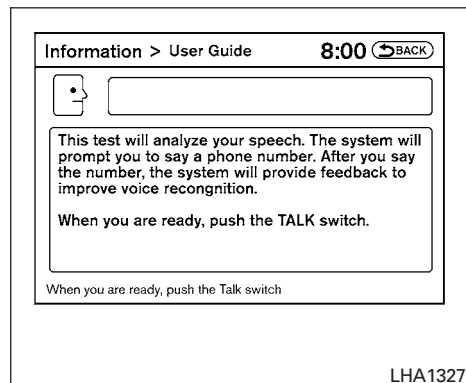 Information > User Guide 8:00 BACK
This test will analyze your speech. The system will
prompt you to say a phone number. After you say
the number, the system will provide feedback to
improve voice recongnition.
When you are ready, push the TALK switch.
When you are ready, push the Talk switch
LHA1327